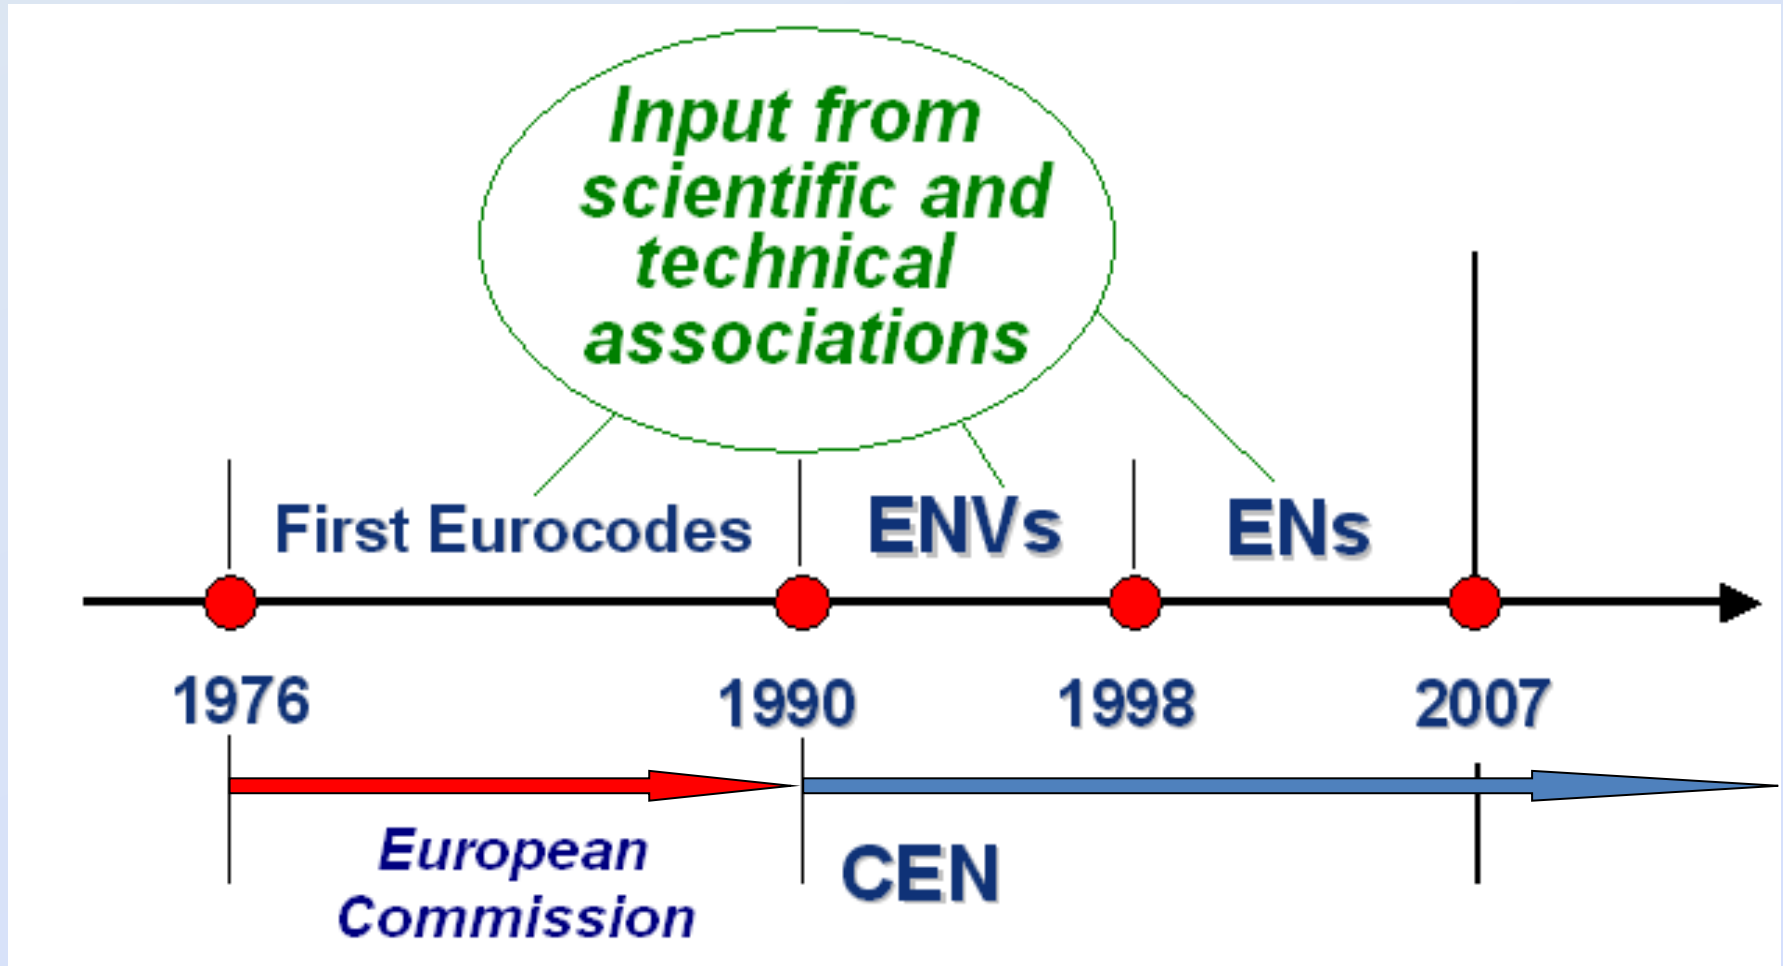 Input from
scientific and
technical
associations
First Eurocodes
ENVs
ENs
1976
1990
1998
2007
European
Commission
CEN